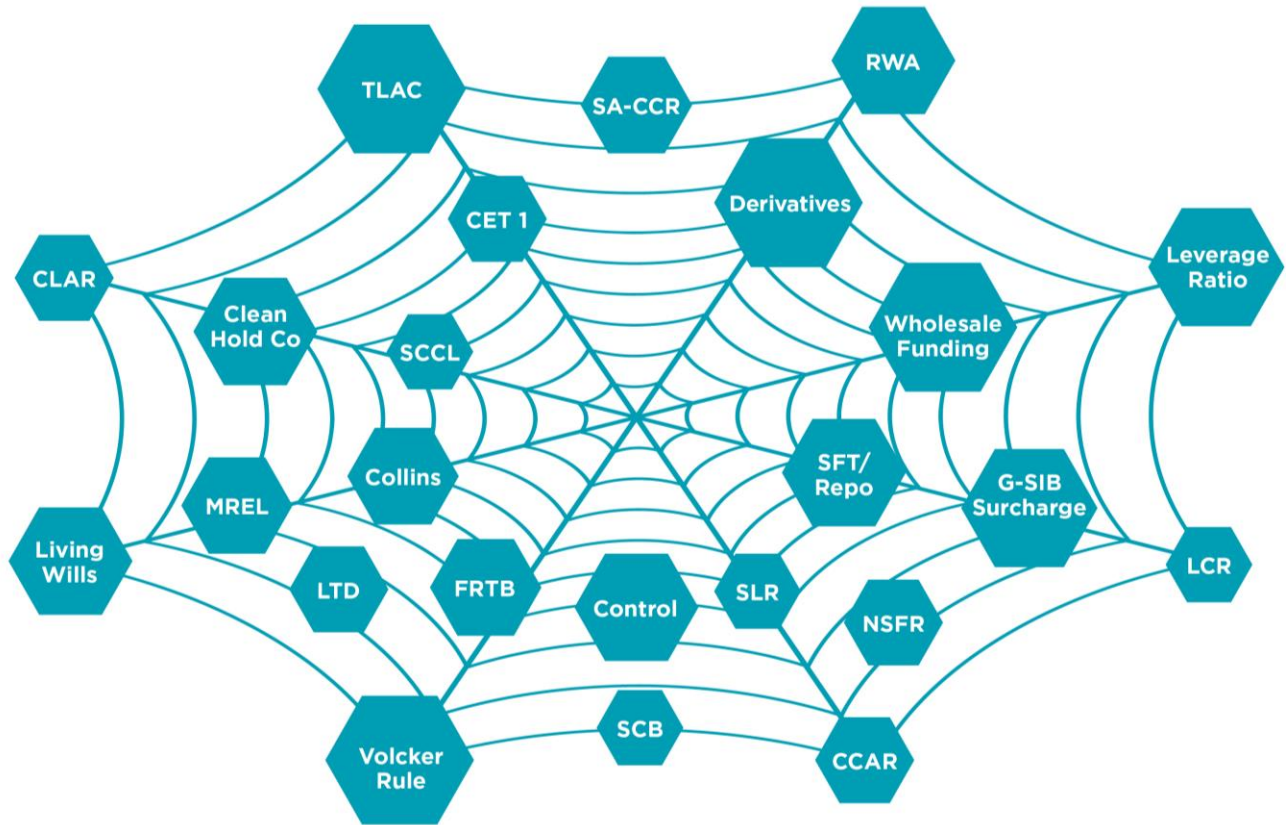 TLAC
SA-CCR
RWA
CET 1
Derivatives
CLAR
Leverage
Ratio
Clean
Hold Co
SCCL
Wholesale
Funding
MREL
Collins
SFT/
Repo
G-SIB
Surcharge
Living
Wills
LTD
FRTB
Control
SLR
NSFR
LCR
Volcker
Rule
SCB
CCAR